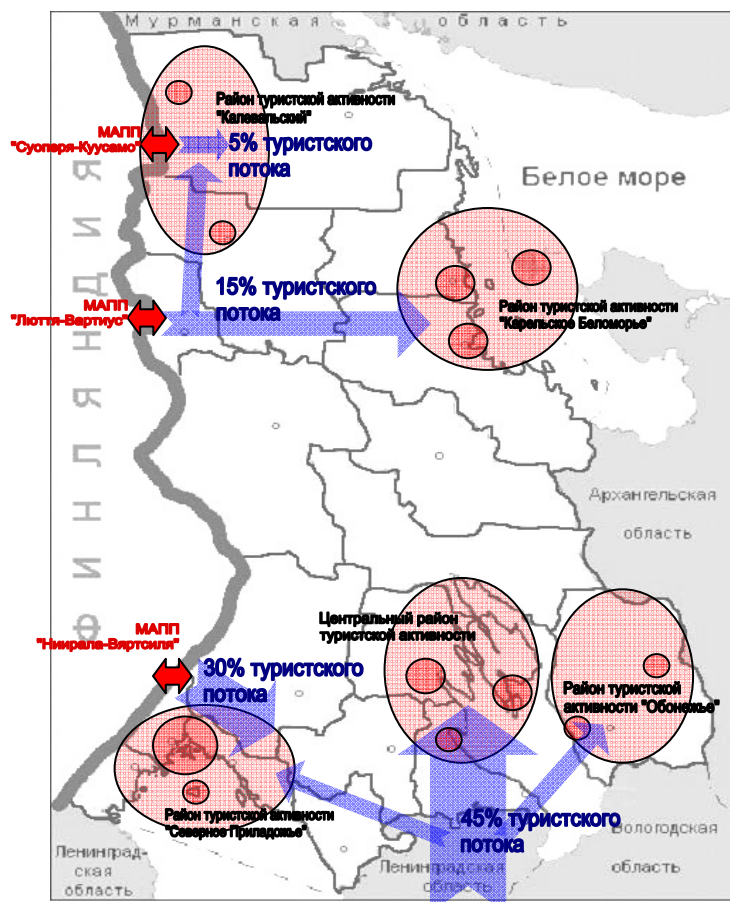 Мурманская область
Район туристской активности
"Калевальский"
МАПП
"Суоперя-Куусамо"
5% туристского
потока
Белое море
15% туристского
потока
МАПП
"Люття-Вартиус"
Район туристской активности
"Карельское Беломорье"
ФИНЛЯНДИЯ
Архангельская
область
Центральный район
туристской активности
МАПП
"Ниирала-Вяртсиля"
30% туристского
потока
Район туристской
активности "Обонежье"
Район туристской активности
"Северное Приладожье"
45% туристского
потока
Вологодская
область
Ленинград-
ская
область
Ленинградская
область